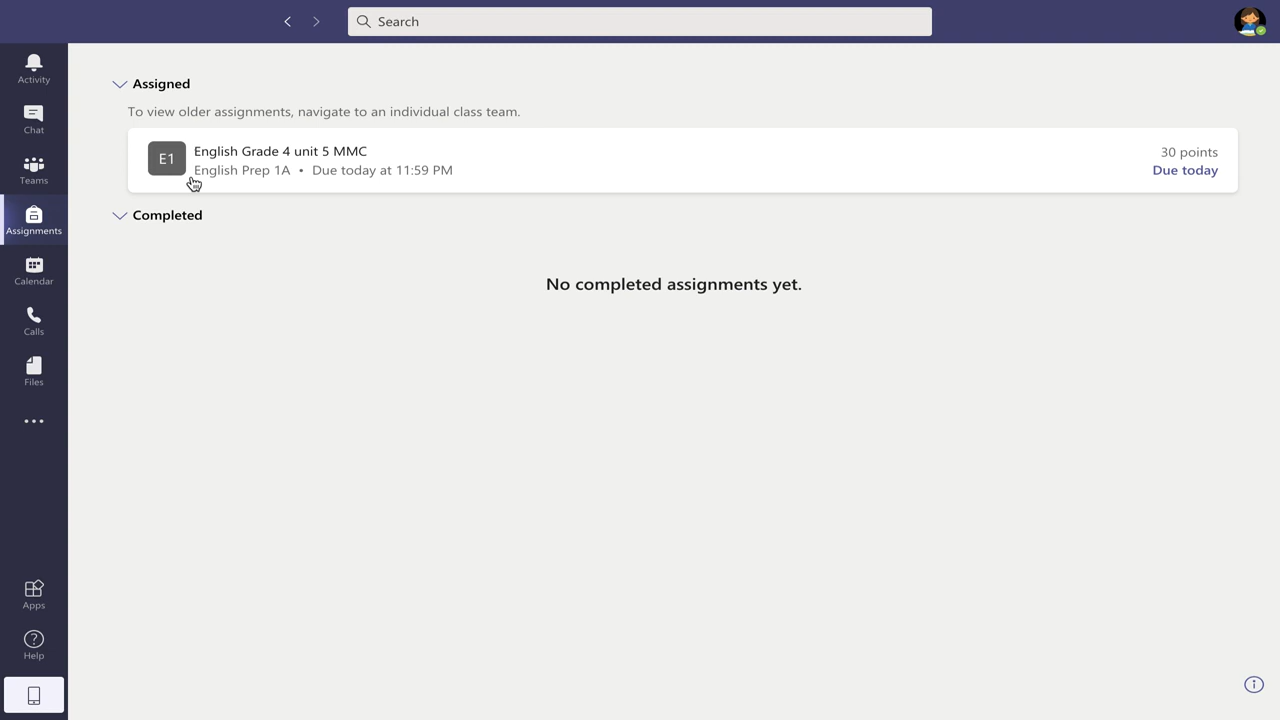 Search
Activity
Chat
Teams
Assignments
Calendar
Calls
Files
Apps
Help
Assigned
To view older assignments, navigate to an individual class team.
E1
English Grade 4 unit 5 MMC
English Prep 1A • Due today at 11:59 PM
30 points
Due today
Completed
No completed assignments yet.